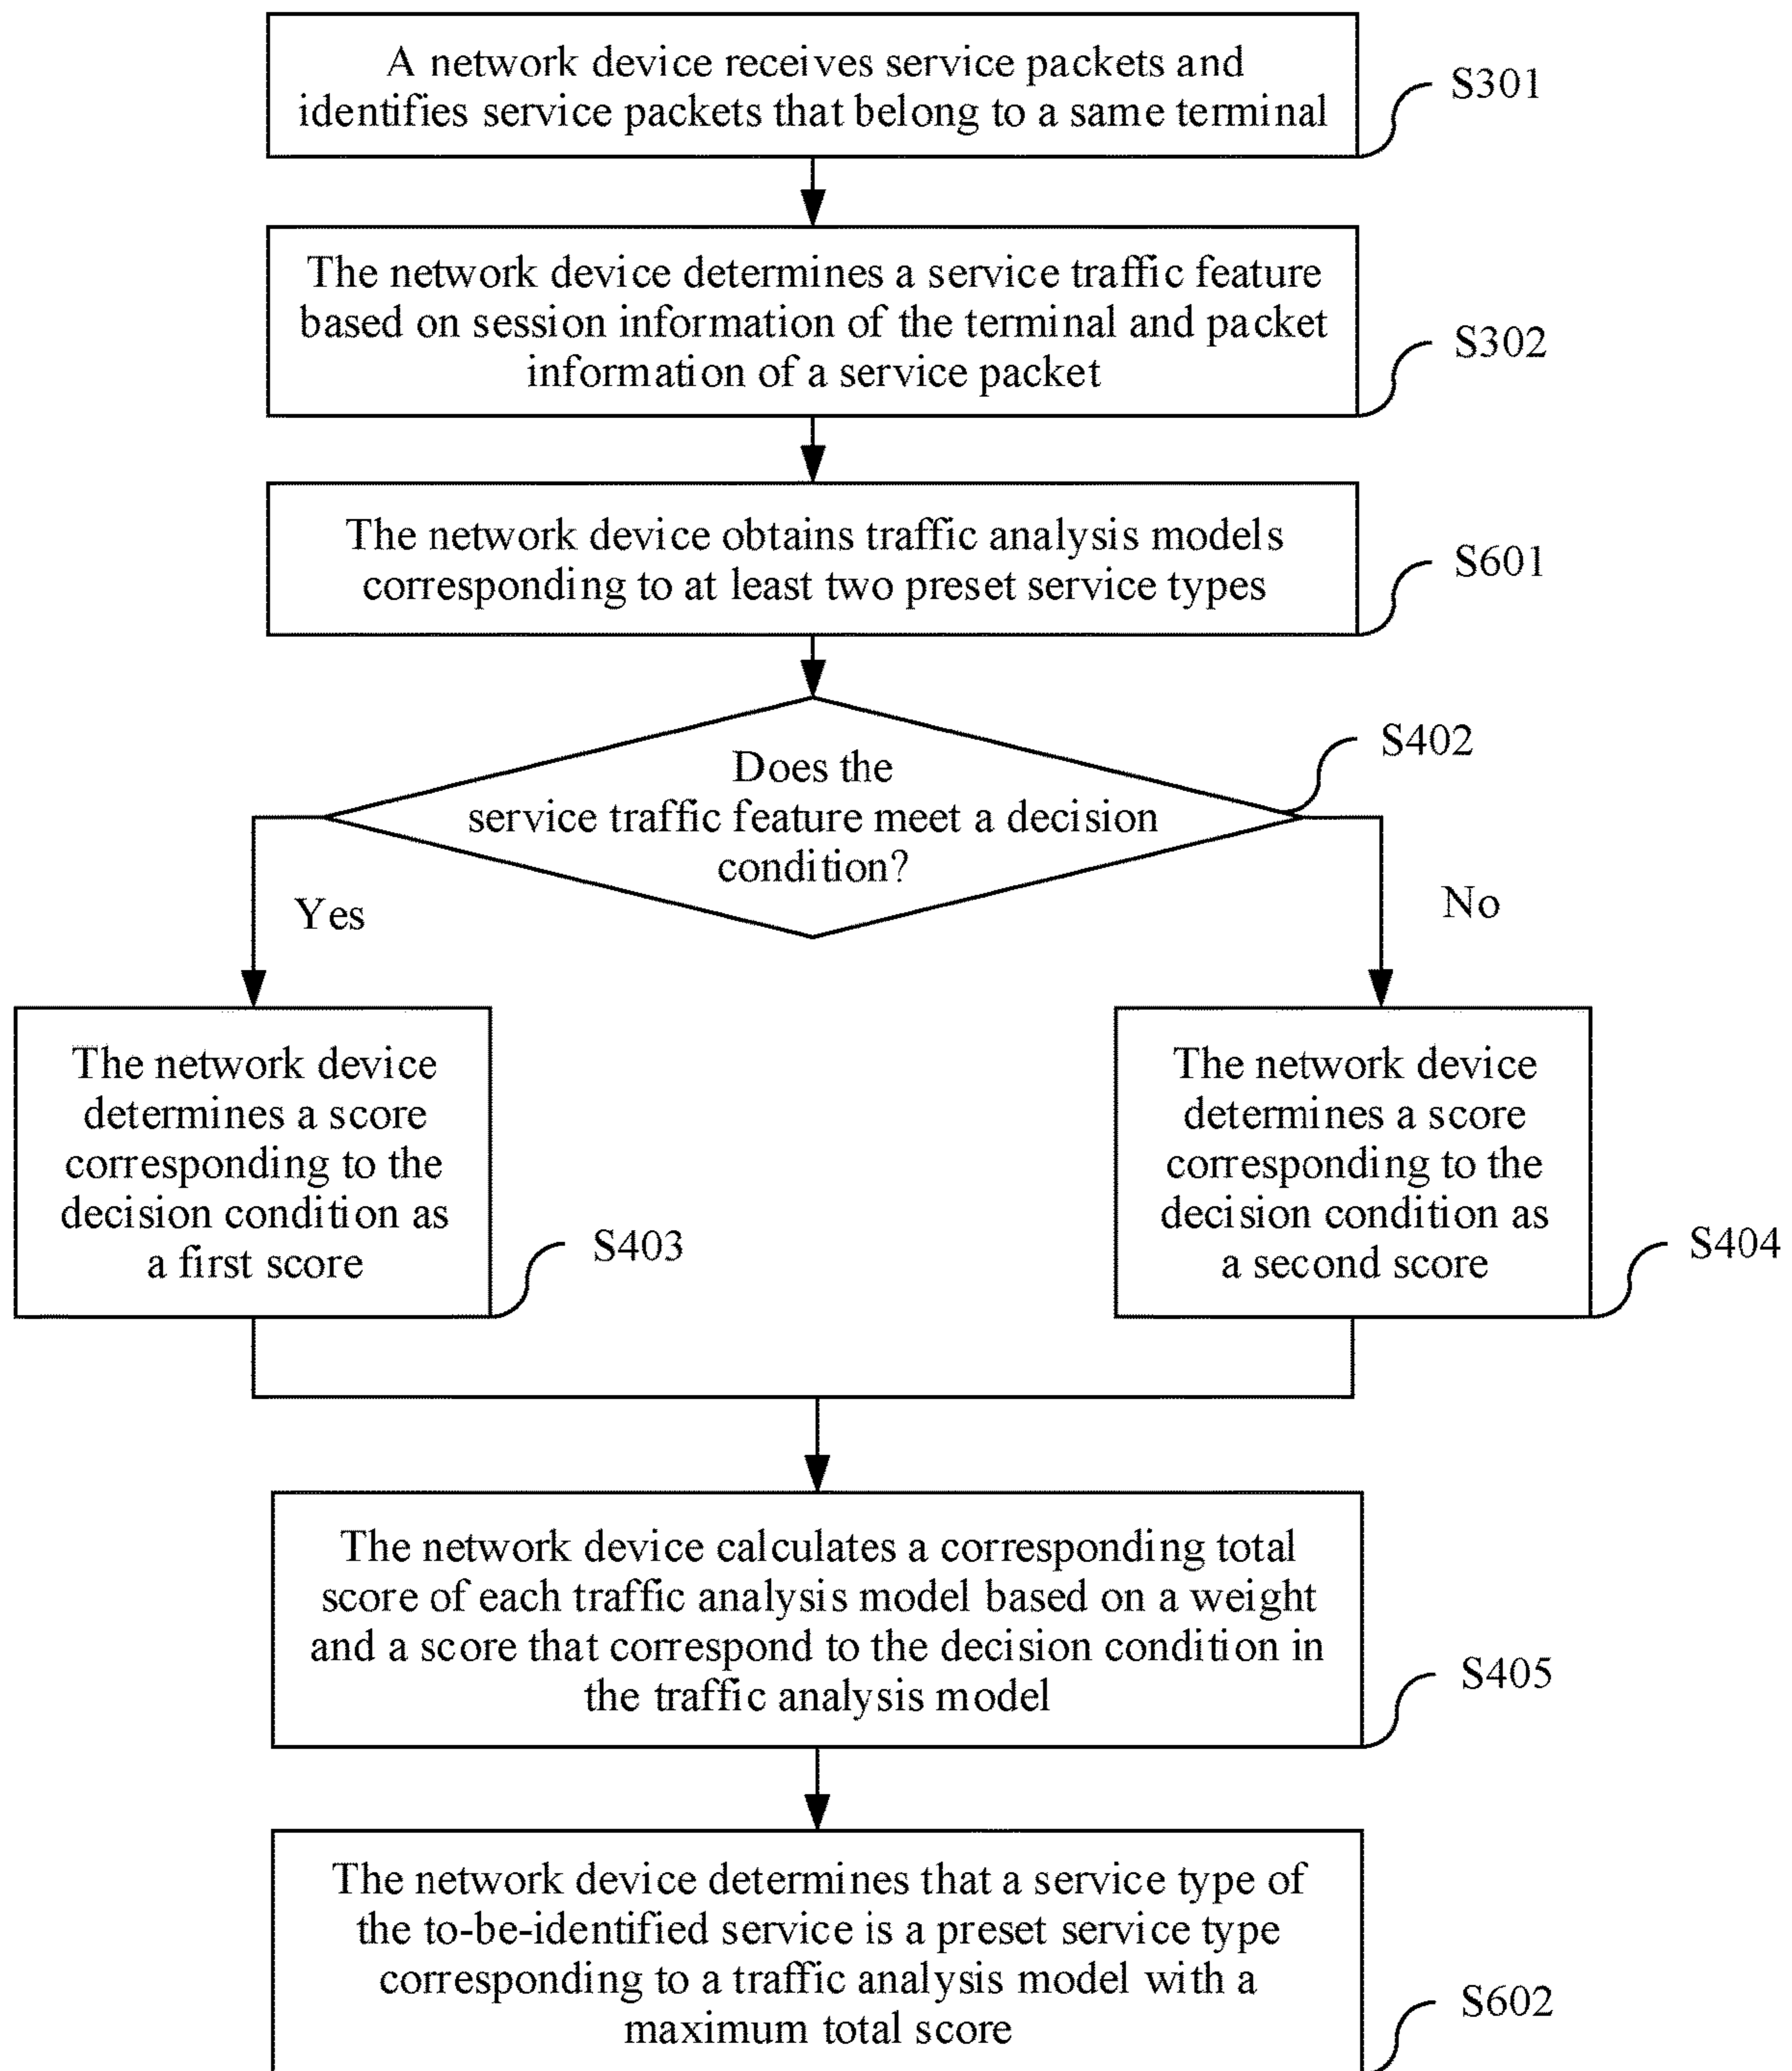 A network device receives service packets and
identifies service packets that belong to a same terminal
S301
The network device determines a service traffic feature
based on session information of the terminal and packet
information of a service packet
S302
The network device obtains traffic analysis models
corresponding to at least two preset service types
S601
Does the
service traffic feature meet a decision
condition?
S402
Yes
No
The network device
determines a score
corresponding to the
decision condition as
a first score
S403
The network device
determines a score
corresponding to the
decision condition as
a second score
S404
The network device calculates a corresponding total
score of each traffic analysis model based on a weight
and a score that correspond to the decision condition in
the traffic analysis model
S405
The network device determines that a service type of
the to-be-identified service is a preset service type
corresponding to a traffic analysis model with a
maximum total score
S602